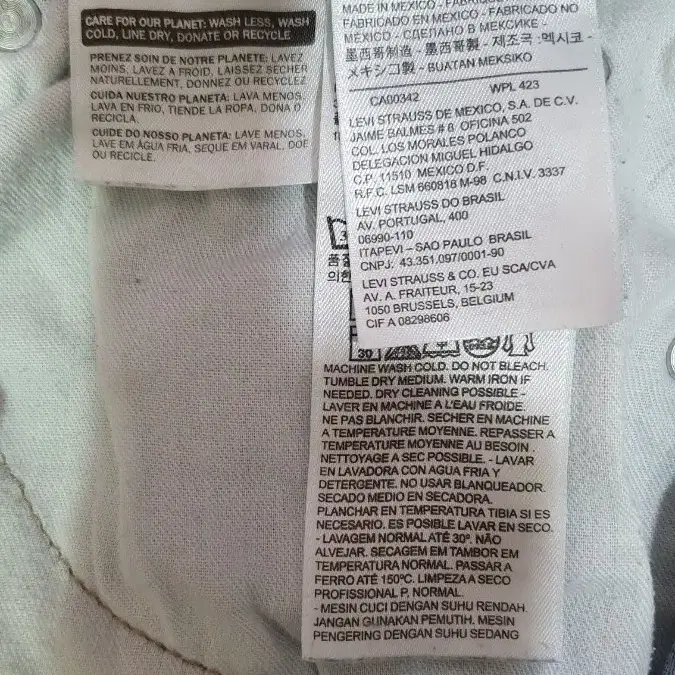 CARE FOR OUR PLANET: WASH LESS, WASH
COLD, LINE DRY, DONATE OR RECYCLE
PRENEZ SOIN DE NOTRE PLANETE: LAVEZ
MOINS, LAVEZ A FROID, LAISSEZ SECHER
NATURELLEMENT, DONNEZ OU RECYCLEZ
CUIDA NUESTRO PLANETA: LAVA MENOS,
LAVA EN FRIO, TIENDE LA ROPA, DONA O
RECICLA.
CUIDE DO NOSSO PLANETA: LAVE MENOS,
LAVE EM ÁGUA FRIA, SEQUE EM VARAL, DOE
OU RECICLE.
MADE IN MEXICO - FABRIQUÉ
FABRICADO EN MEXICO - FABRICADO NO
MÉXICO - СДЕЛАНО В МЕКСИКЕ -
墨西哥制造 - 墨西哥製 - 제조국 :멕시코 -
メキシコ製 - BUATAN MEKSIKO
CA00342 WPL 423
LEVI STRAUSS DE MEXICO, S.A. DE C.V.
JAIME BALMES # 8 OFICINA 502
COL. LOS MORALES POLANCO
DELEGACION MIGUEL HIDALGO
C.P. 11510 MEXICO D.F.
R.F.C. LSM 660818 M-98 C.N.I.V. 3337
LEVI STRAUSS DO BRASIL
AV. PORTUGAL, 400
06990-110
ITAPEVI – SAO PAULO BRASIL
CNPJ: 43.351.097/0001-90
LEVI STRAUSS & CO. EU SCA/CVA
AV. A. FRAITEUR, 15-23
1050 BRUSSELS, BELGIUM
CIF A 08298606
품질
의한
30
MACHINE WASH COLD. DO NOT BLEACH.
TUMBLE DRY MEDIUM. WARM IRON IF
NEEDED. DRY CLEANING POSSIBLE -
LAVER EN MACHINE A L'EAU FROIDE.
NE PAS BLANCHIR. SECHER EN MACHINE
A TEMPERATURE MOYENNE. REPASSER A
TEMPERATURE MOYENNE AU BESOIN .
NETTOYAGE A SEC POSSIBLE. - LAVAR
EN LAVADORA CON AGUA FRIA Y
DETERGENTE. NO USAR BLANQUEADOR.
SECADO MEDIO EN SECADORA.
PLANCHAR EN TEMPERATURA TIBIA SI ES
NECESARIO. ES POSIBLE LAVAR EN SECO.
- LAVAGEM NORMAL ATÉ 30º. NÃO
ALVEJAR. SECAGEM EM TAMBOR EM
TEMPERATURA NORMAL. PASSAR A
FERRO ATÉ 150ºC. LIMPEZA A SECO
PROFISSIONAL P, NORMAL.
- MESIN CUCI DENGAN SUHU RENDAH.
JANGAN GUNAKAN PEMUTIH. MESIN
PENGERING DENGAN SUHU SEDANG